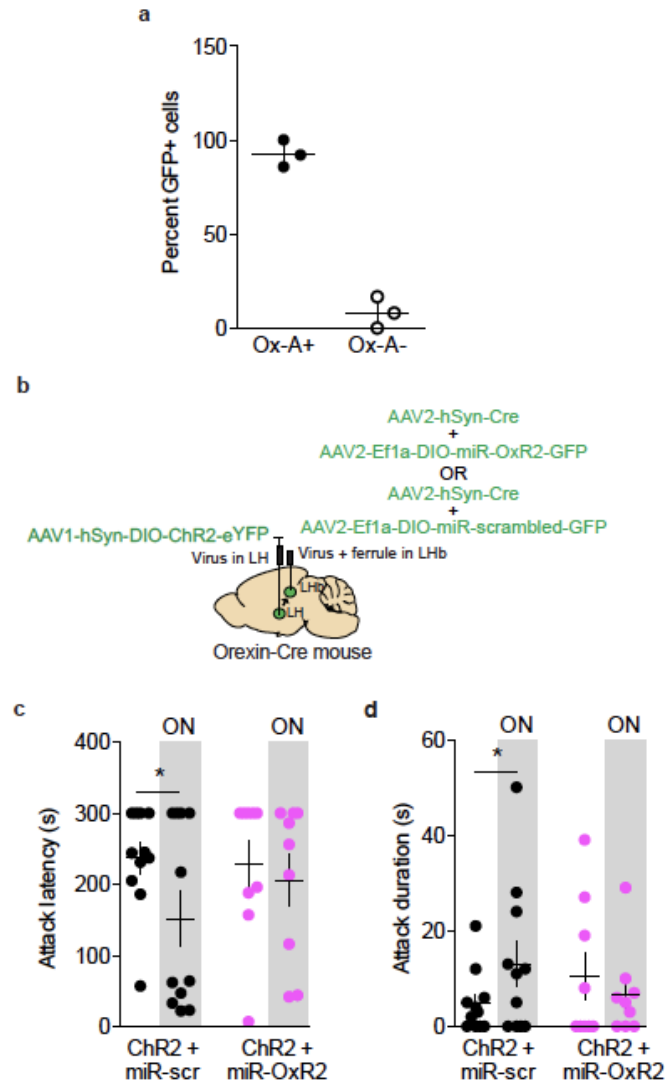 a
Percent GFP+ cells
150
100
50
0
Ox-A+
Ox-A-
b
AAV2-hSyn-Cre
+
AAV2-Ef1a-DIO-miR-OxR2-GFP
OR
AAV2-hSyn-Cre
+
AAV2-Ef1a-DIO-miR-scrambled-GFP
AAV1-hSyn-DIO-ChR2-eYFP
Virus in LH
Virus + ferrule in LHb
LHb
LH
Orexin-Cre mouse
c
ON
ON
Attack latency (s)
400
300
200
100
0
*
ChR2 +
miR-scr
ChR2 +
miR-OxR2
d
ON
ON
Attack duration (s)
60
40
20
0
*
ChR2 +
miR-scr
ChR2 +
miR-OxR2